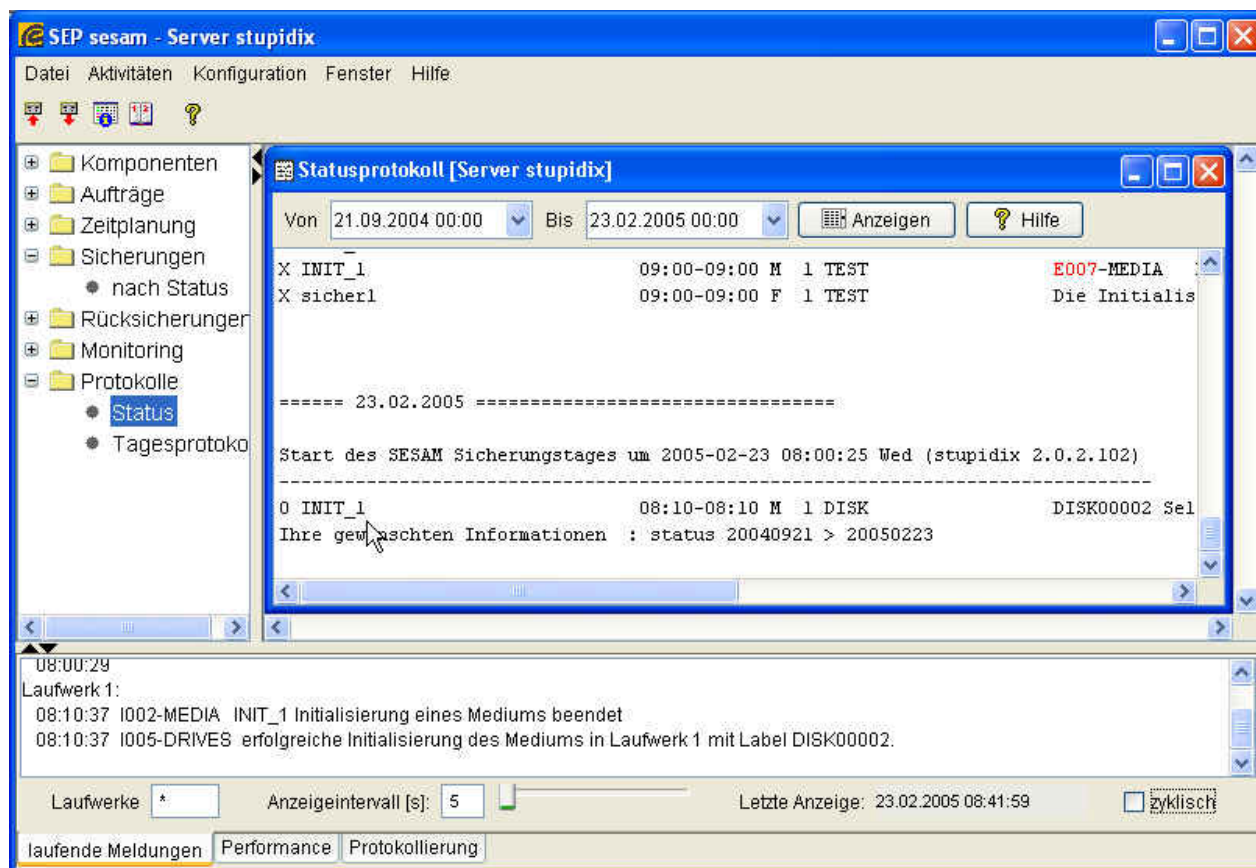 SEP sesam - Server stupidix
Datei Aktivitäten Konfiguration Fenster Hilfe
Komponenten
Aufträge
Zeitplanung
Sicherungen
nach Status
Rücksicherunger
Monitoring
Protokolle
Status
Tagesprotoko
Statusprotokoll [Server stupidix]
Von 21.09.2004 00:00 Bis 23.02.2005 00:00 Anzeigen Hilfe
X INIT_1 09:00-09:00 M 1 TEST E007-MEDIA
X sicher1 09:00-09:00 F 1 TEST Die Initialis
====== 23.02.2005 =================================
Start des SESAM Sicherungstages um 2005-02-23 08:00:25 Wed (stupidix 2.0.2.102)
--------------------------------------------------------------------------------
0 INIT_1 08:10-08:10 M 1 DISK DISK00002 Sel
Ihre gewünschten Informationen : status 20040921 > 20050223
08:00:29
Laufwerk 1:
08:10:37 I002-MEDIA INIT_1 Initialisierung eines Mediums beendet
08:10:37 I005-DRIVES erfolgreiche Initialisierung des Mediums in Laufwerk 1 mit Label DISK00002.
Laufwerke * Anzeigeintervall [s]: 5 Letzte Anzeige: 23.02.2005 08:41:59 zyklisch
laufende Meldungen Performance Protokollierung